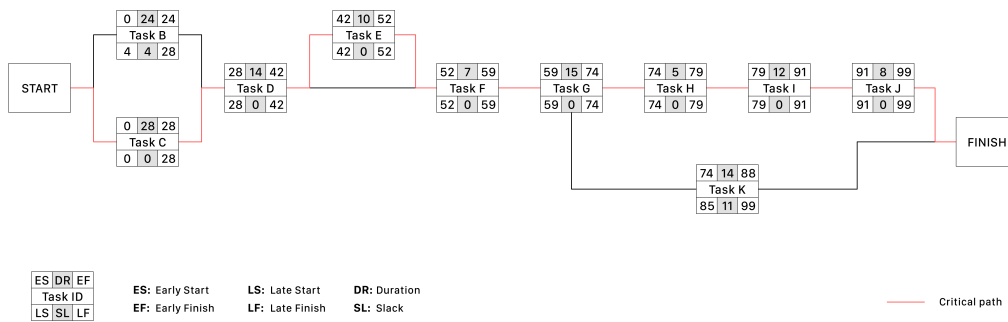 0 24 24
Task B
4 4 28
42 10 52
Task E
42 0 52
START
28 14 42
Task D
28 0 42
52 7 59
Task F
52 0 59
59 15 74
Task G
59 0 74
74 5 79
Task H
74 0 79
79 12 91
Task I
79 0 91
91 8 99
Task J
91 0 99
0 28 28
Task C
0 0 28
FINISH
74 14 88
Task K
85 11 99
ES DR EF
Task ID
LS SL LF
ES: Early Start LS: Late Start DR: Duration
EF: Early Finish LF: Late Finish SL: Slack
Critical path